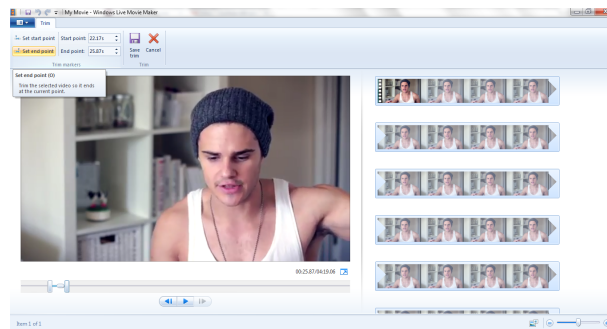 My Movie - Windows Live Movie Maker
Trim
Set start point Start point: 22.17s
Set end point End point: 25.87s
Save trim
Cancel
Trim markers
Trim
Set end point (O)
Trim the selected video so it ends
at the current point.
00:25.87/04:19.06
Item 1 of 1